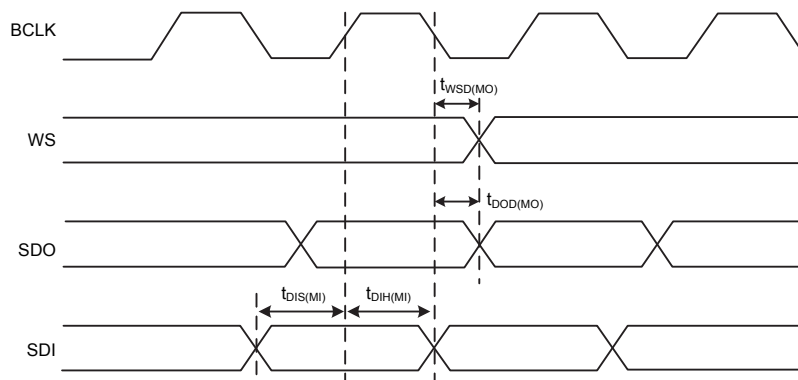 BCLK
tWSD(MO)
WS
tDOD(MO)
SDO
tDIS(MI) tDIH(MI)
SDI